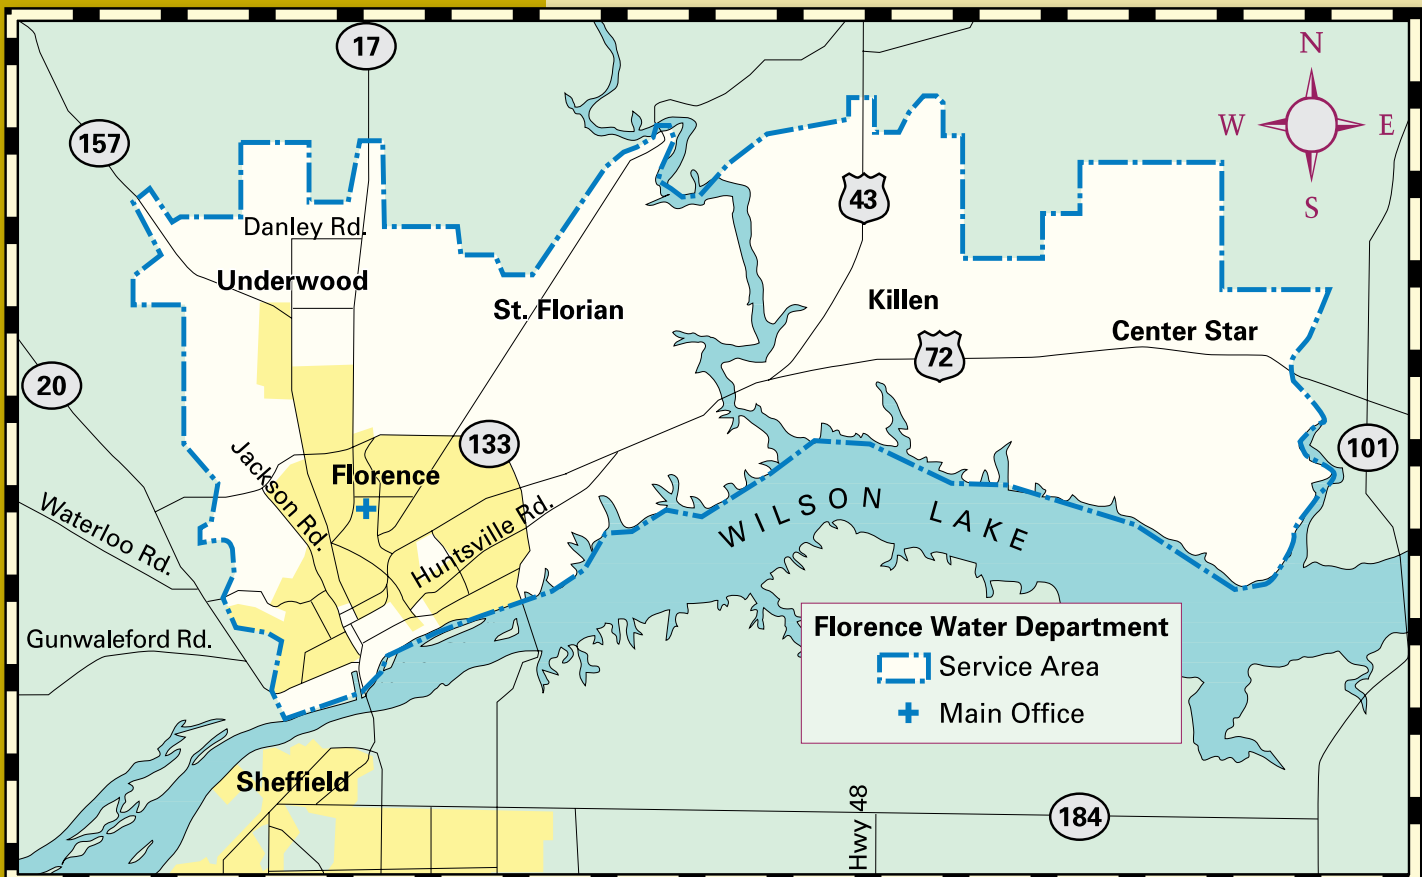 17
N
W
E
S
157
43
Danley Rd.
Underwood
St. Florian
Killen
Center Star
72
20
133
101
Jackson Rd.
Florence
Waterloo Rd.
Huntsville Rd.
WILSON LAKE
Gunwaleford Rd.
Florence Water Department
Service Area
Main Office
Sheffield
Hwy 48
184